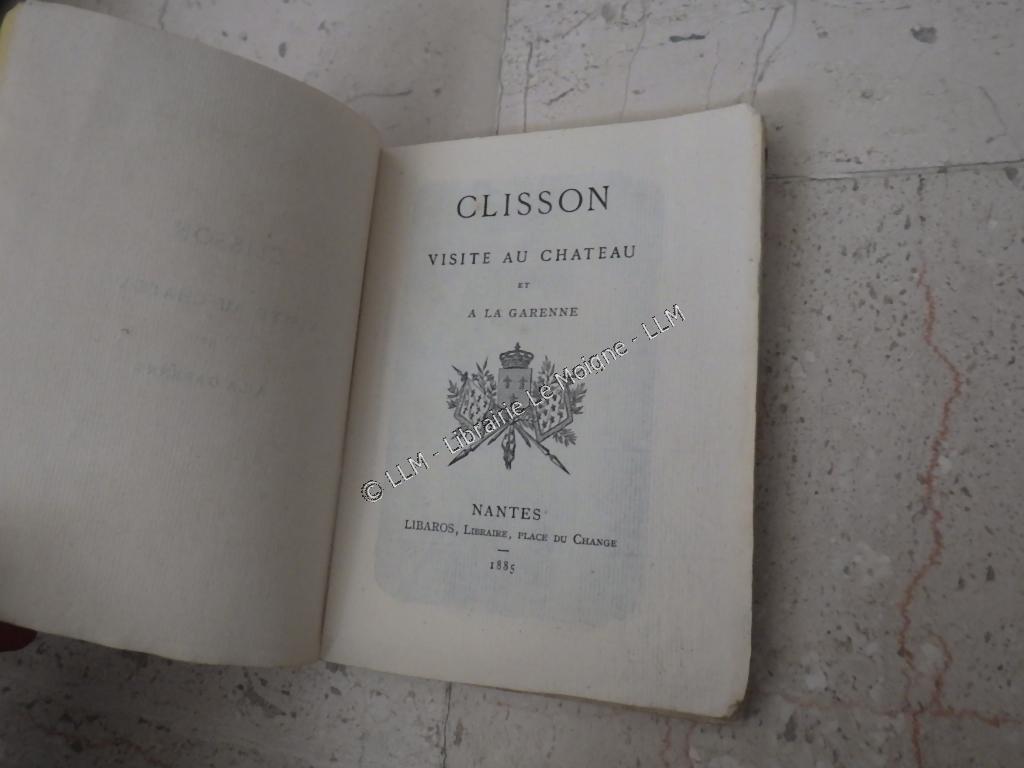 CLISSON
VISITE AU CHATEAU
ET
A LA GARENNE
© LLM - Librairie Le Moigne - LLM
NANTES
LIBAROS, LIBRAIRE, PLACE DU CHANGE
1885